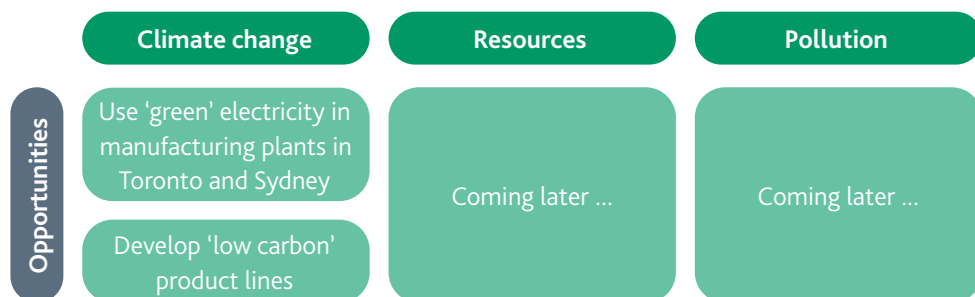 Climate change
Resources
Pollution
Opportunities
Use ‘green’ electricity in
manufacturing plants in
Toronto and Sydney
Develop ‘low carbon’
product lines
Coming later ...
Coming later ...